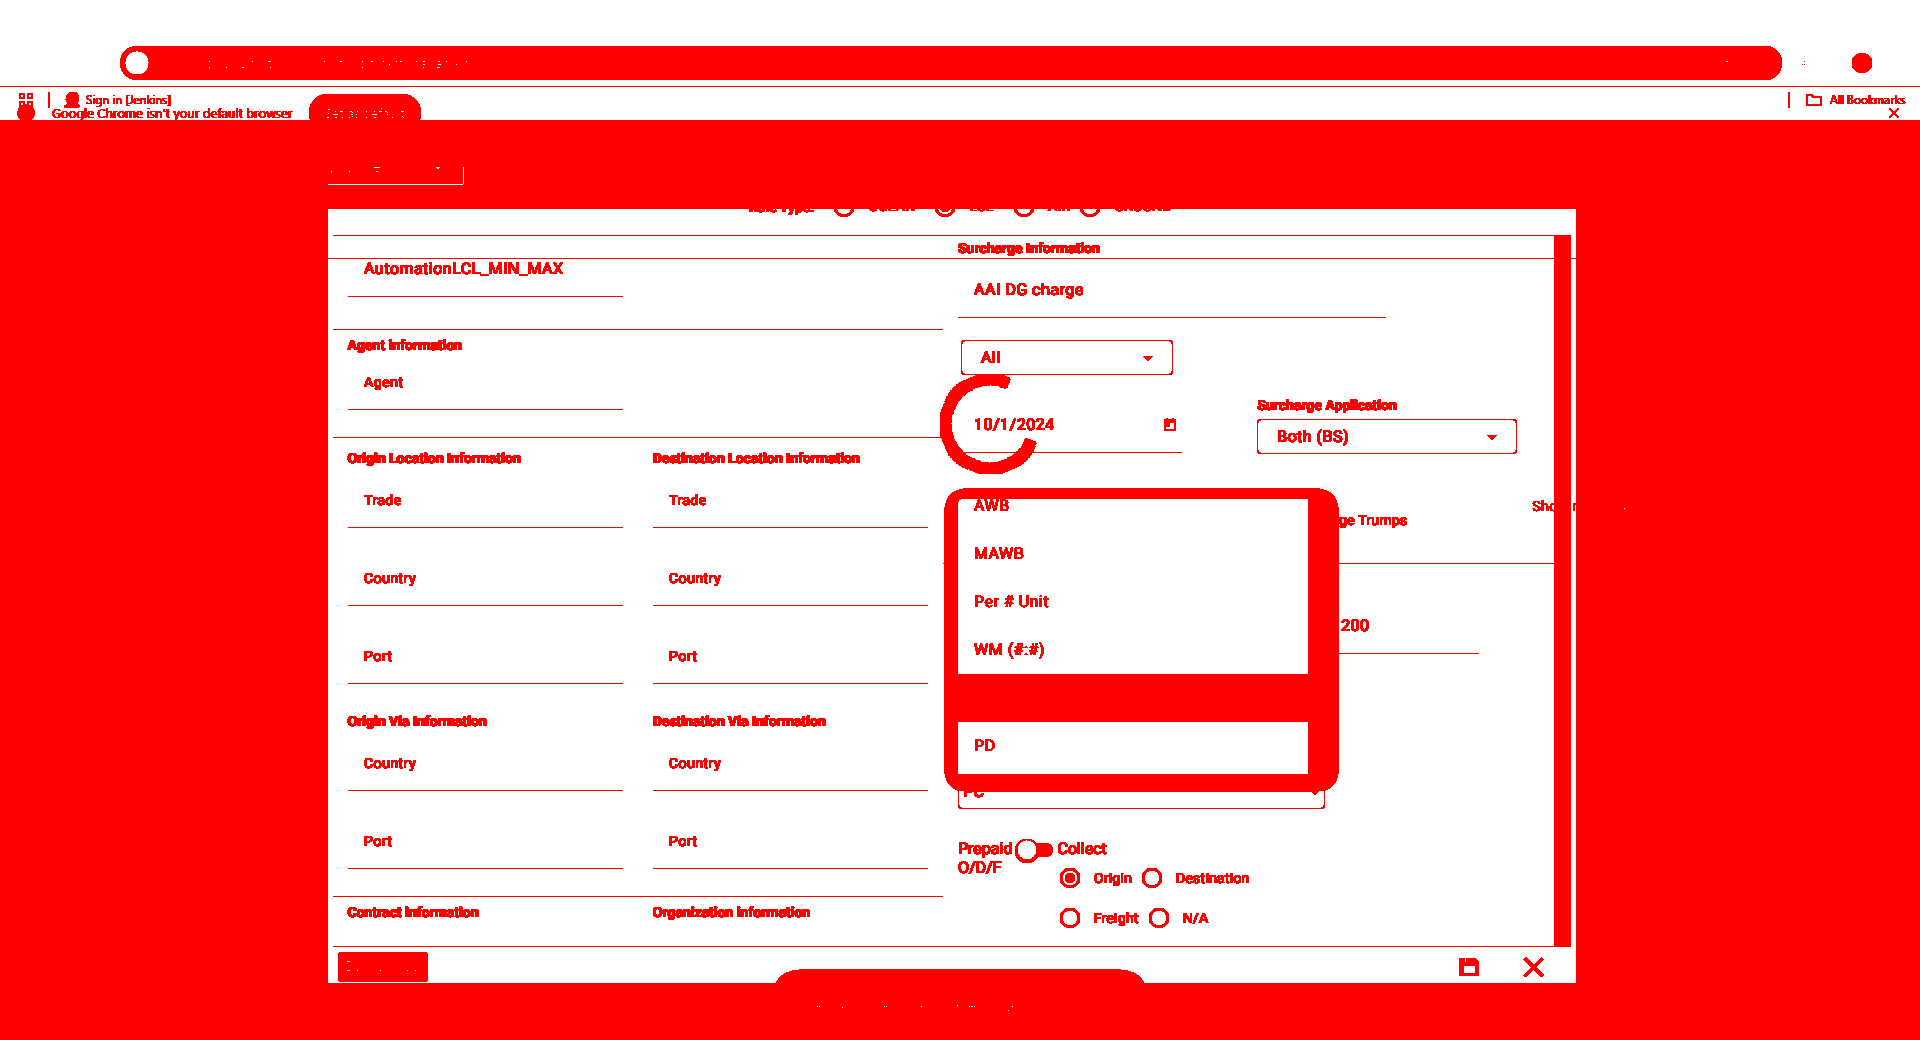 Sign in [Jenkins]
All Bookmarks
Google Chrome isn't your default browser
Surcharge Information
AutomationLCL_MIN_MAX
AAI DG charge
Agent Information
All
Agent
Surcharge Application
10/1/2024
Both (BS)
Origin Location Information
Destination Location Information
Trade
Trade
AWB
ge Trumps
MAWB
Country
Country
Per # Unit
200
WM (#:#)
Port
Port
Origin Via Information
Destination Via Information
PD
Country
Country
Port
Port
Prepaid
Collect
O/D/F
Origin
Destination
Contract Information
Organization Information
Freight
N/A